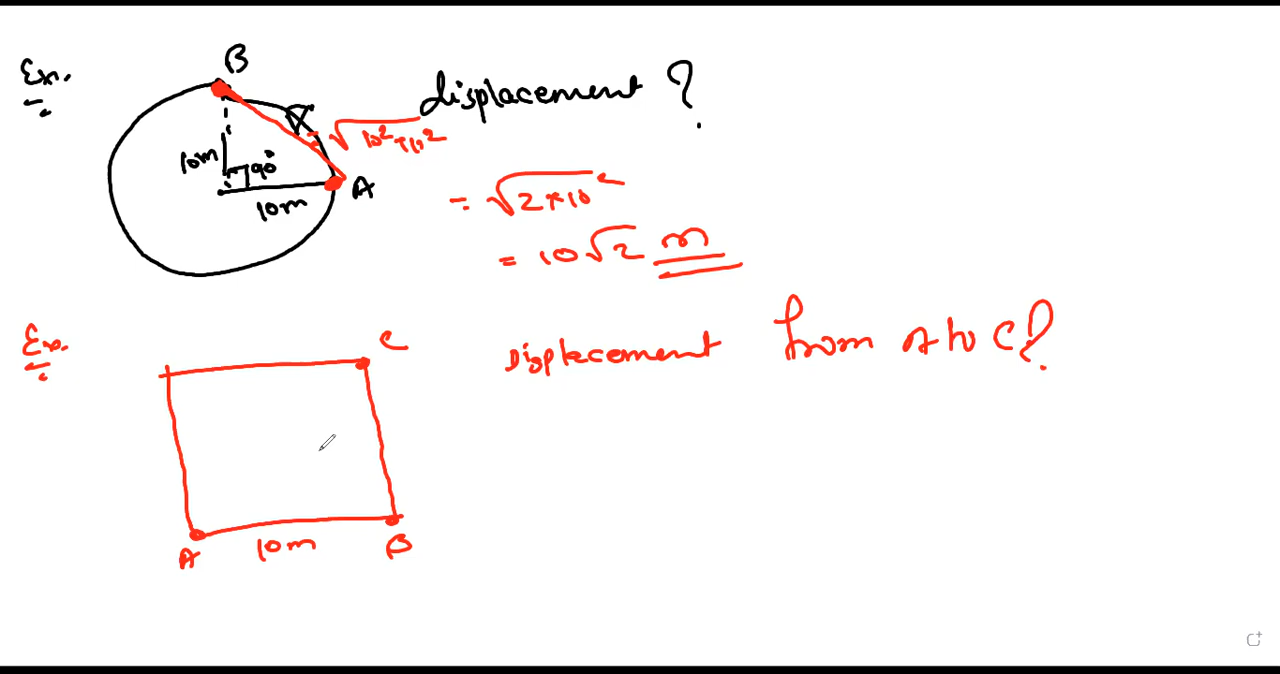 Ex.
B
displacement ?
= √10²+10²
10m
90°
A
10m
= √2×10²
= 10√2 m
Ex.
C
Displacement from A to C?
A
10m
B